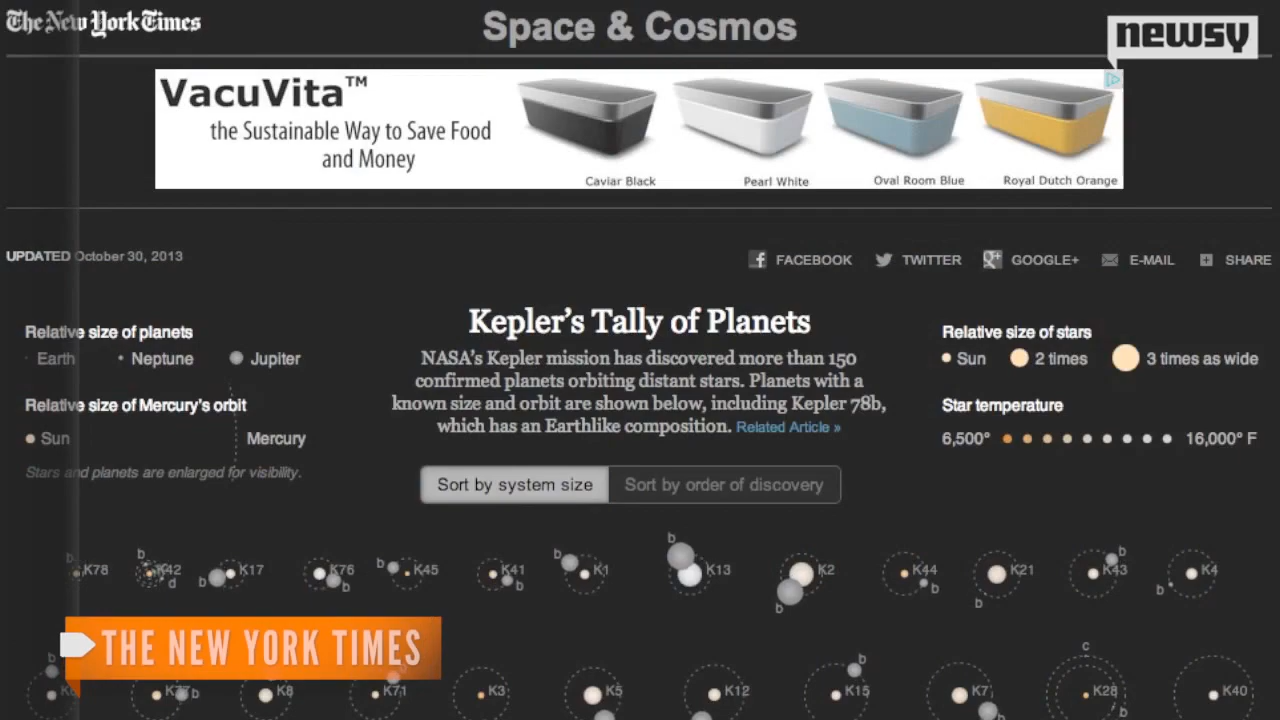 The New York Times
Space & Cosmos
newsy
VacuVita™
the Sustainable Way to Save Food
and Money
Caviar Black
Pearl White
Oval Room Blue
Royal Dutch Orange
UPDATED October 30, 2013
FACEBOOK
TWITTER
GOOGLE+
E-MAIL
SHARE
Kepler's Tally of Planets
NASA's Kepler mission has discovered more than 150
confirmed planets orbiting distant stars. Planets with a
known size and orbit are shown below, including Kepler 78b,
which has an Earthlike composition. Related Article »
Relative size of planets
Earth
Neptune
Jupiter
Relative size of Mercury's orbit
Sun
Mercury
Stars and planets are enlarged for visibility.
Relative size of stars
Sun
2 times
3 times as wide
Star temperature
6,500°
16,000° F
Sort by system size
Sort by order of discovery
b K78
b K42 d
b K17
K76 b
b K45
K41 b
b K1
b K13
K2 b
K44 b
K21 b
K43 b
K4 b
THE NEW YORK TIMES
b
K77 b
K8
K71
K3
K5
K12
K15 b
K7 b
c K28 b
K40